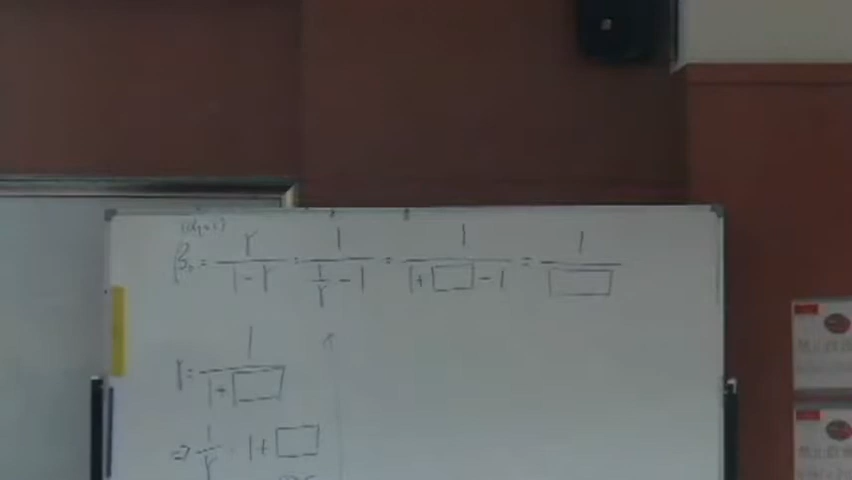 β₀ = r / (1 - r) = 1 / (1/r - 1) = 1 / (1 + □ - 1) = 1 / □
r = 1 / (1 + □)
⇒ 1/r = 1 + □